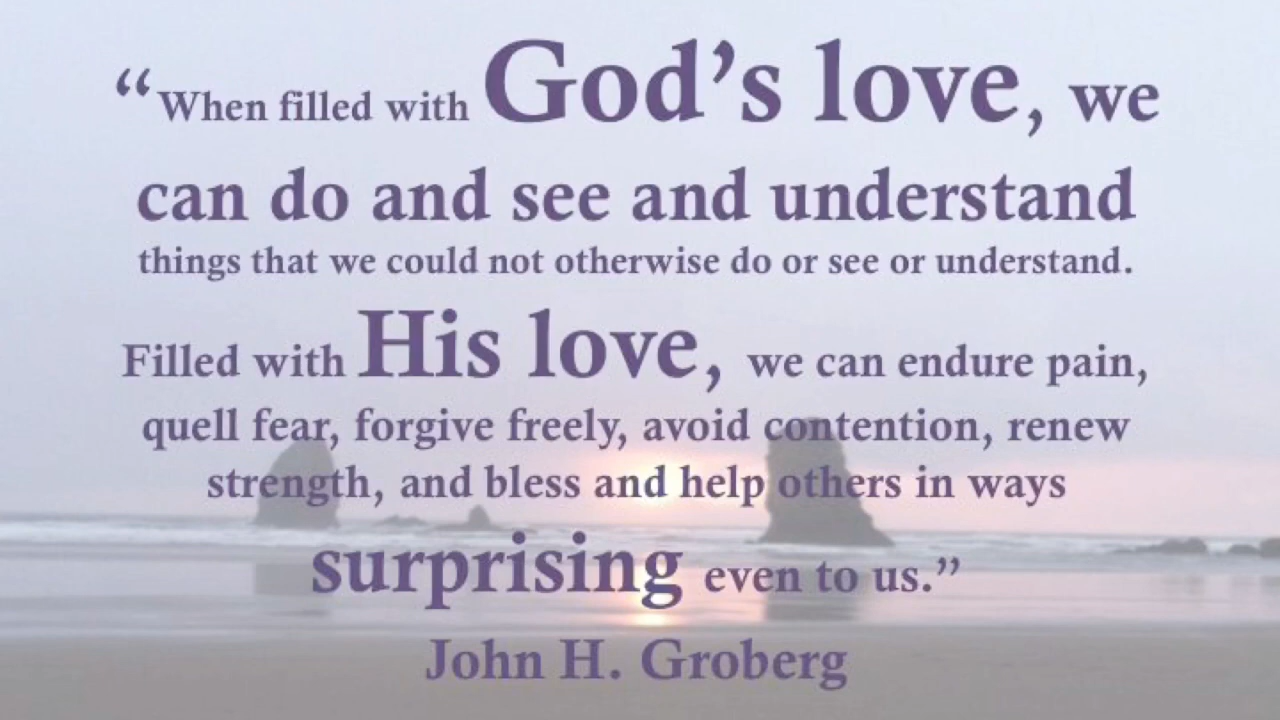 “When filled with God’s love, we
can do and see and understand
things that we could not otherwise do or see or understand.
Filled with His love, we can endure pain,
quell fear, forgive freely, avoid contention, renew
strength, and bless and help others in ways
surprising even to us.”
John H. Groberg